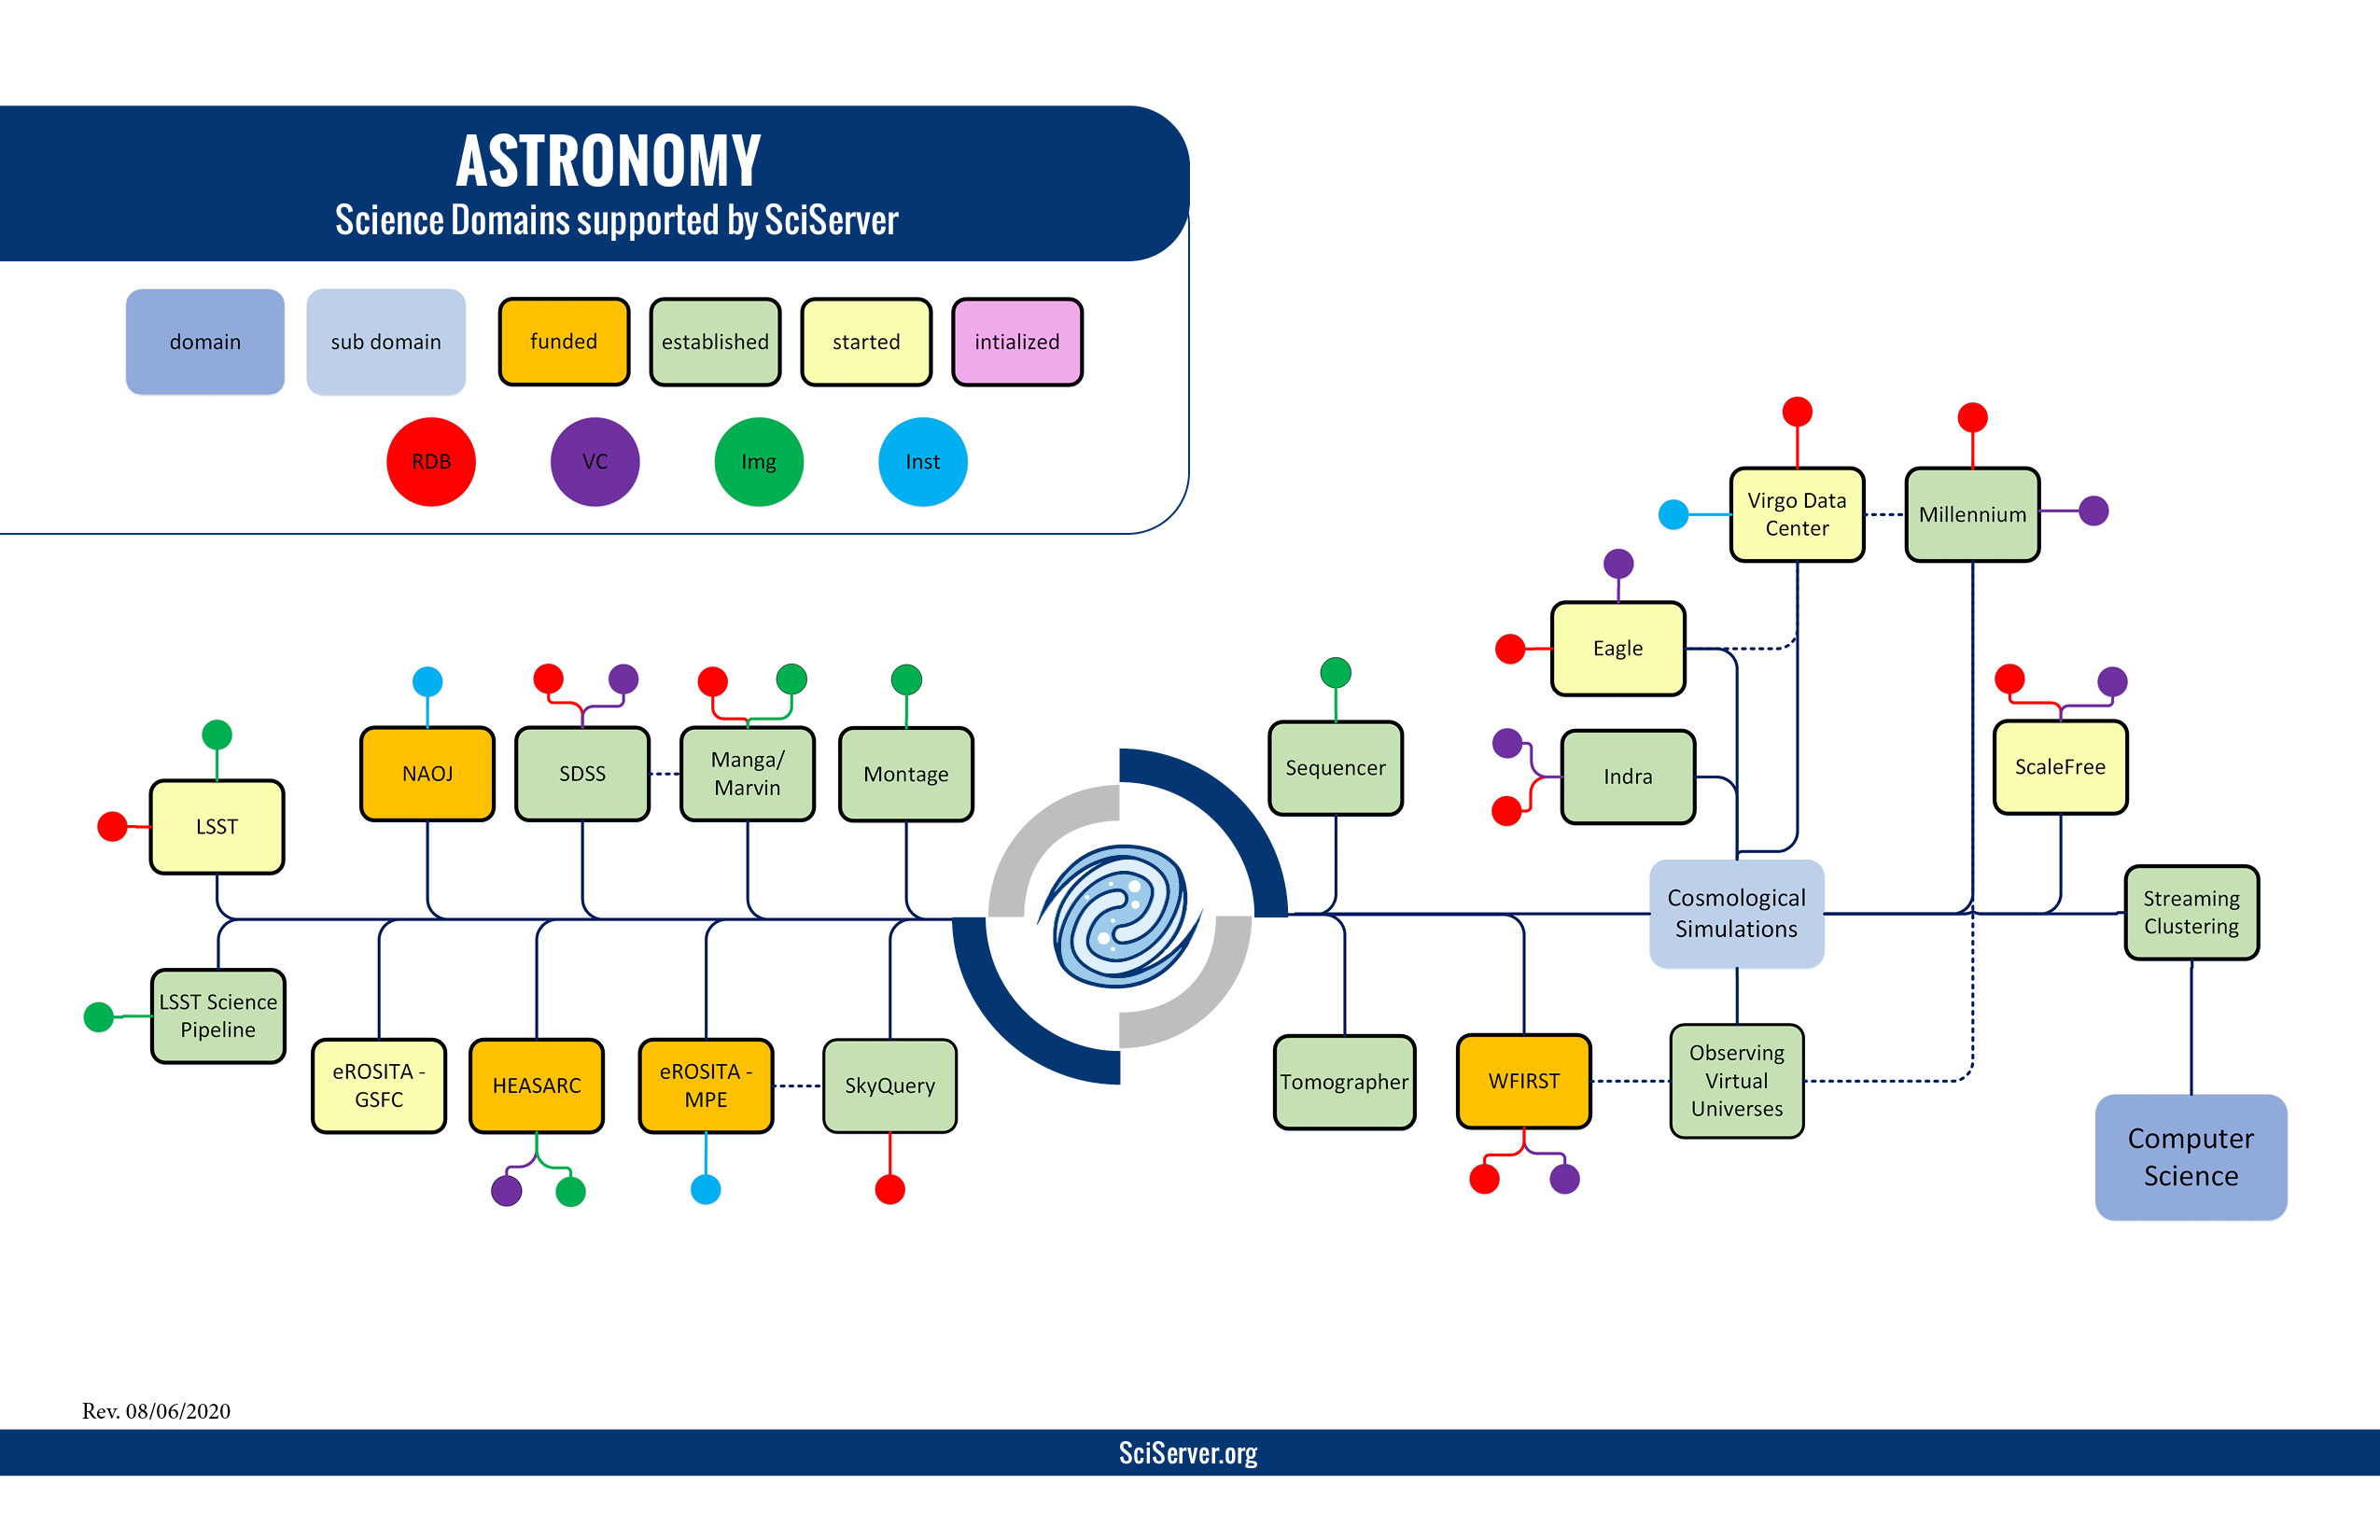 ASTRONOMY
Science Domains supported by SciServer
domain
sub domain
funded
established
started
intialized
RDB
VC
Img
Inst
Virgo Data
Center
Millennium
Eagle
NAOJ
SDSS
Manga/
Marvin
Montage
Sequencer
Indra
ScaleFree
LSST
Cosmological
Simulations
Streaming
Clustering
LSST Science
Pipeline
eROSITA -
GSFC
HEASARC
eROSITA -
MPE
SkyQuery
Tomographer
WFIRST
Observing
Virtual
Universes
Computer
Science
Rev. 08/06/2020
SciServer.org